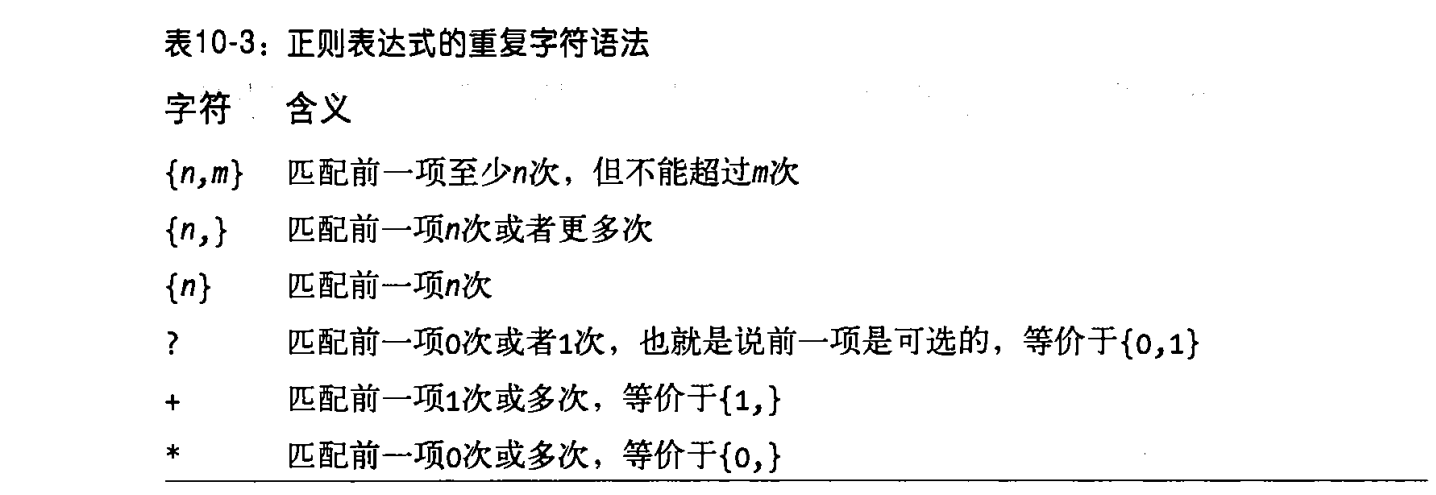 表10-3：正则表达式的重复字符语法
字符 含义
{n,m} 匹配前一项至少n次，但不能超过m次
{n,} 匹配前一项n次或者更多次
{n} 匹配前一项n次
? 匹配前一项0次或者1次，也就是说前一项是可选的，等价于{0,1}
+ 匹配前一项1次或多次，等价于{1,}
* 匹配前一项0次或多次，等价于{0,}